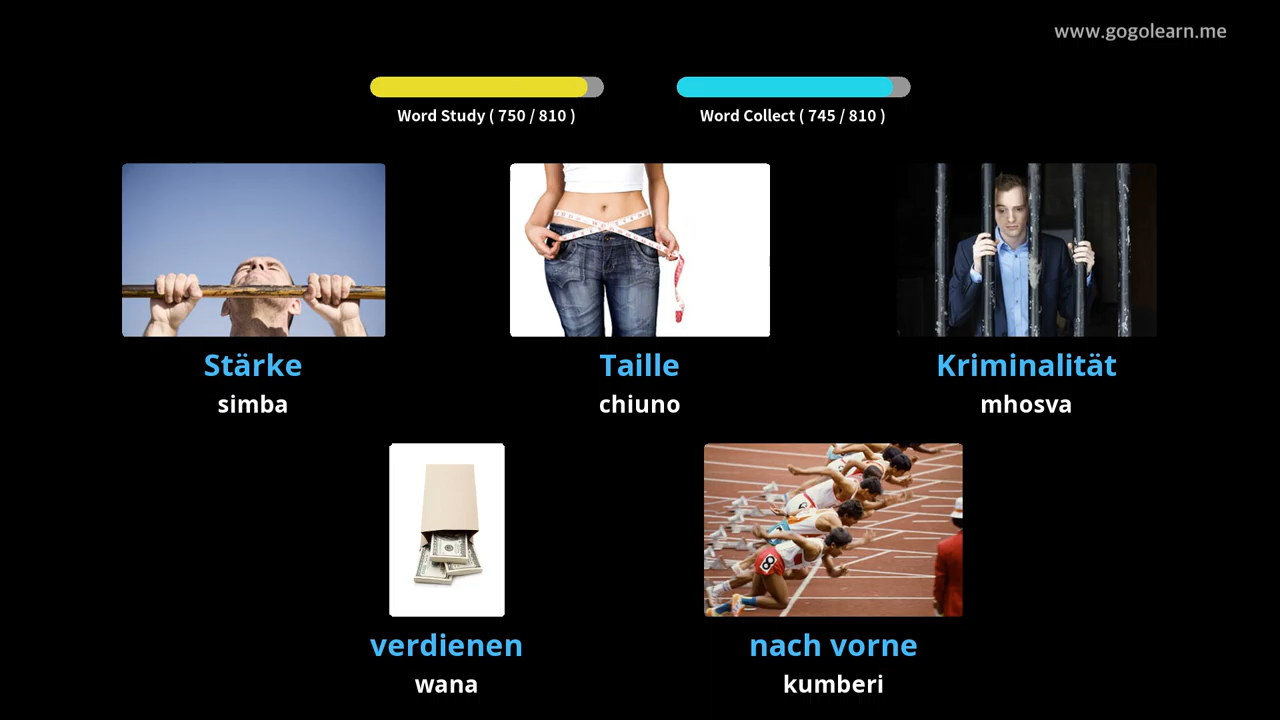 www.gogolearn.me
Word Study ( 750 / 810 )
Word Collect ( 745 / 810 )
Stärke
simba
Taille
chiuno
Kriminalität
mhosva
verdienen
wana
nach vorne
kumberi
8